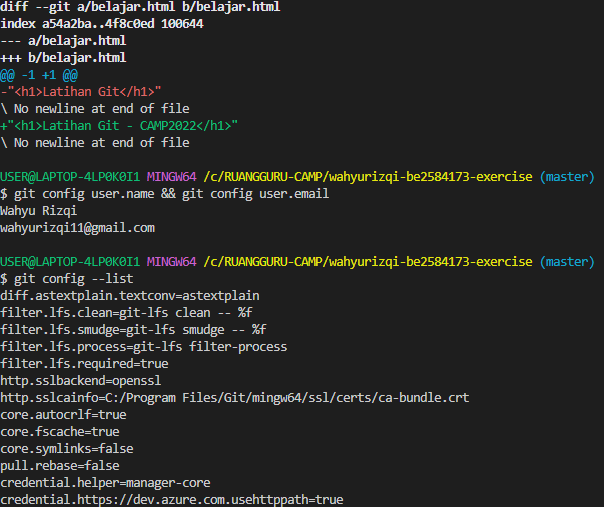 diff --git a/belajar.html b/belajar.html
index a54a2ba..4f8c0ed 100644
--- a/belajar.html
+++ b/belajar.html
@@ -1 +1 @@
-"<h1>Latihan Git</h1>"
\ No newline at end of file
+"<h1>Latihan Git - CAMP2022</h1>"
\ No newline at end of file
USER@LAPTOP-4LP0K0I1 MINGW64 /c/RUANGGURU-CAMP/wahyurizqi-be2584173-exercise (master)
$ git config user.name && git config user.email
Wahyu Rizqi
wahyurizqi11@gmail.com
USER@LAPTOP-4LP0K0I1 MINGW64 /c/RUANGGURU-CAMP/wahyurizqi-be2584173-exercise (master)
$ git config --list
diff.astextplain.textconv=astextplain
filter.lfs.clean=git-lfs clean -- %f
filter.lfs.smudge=git-lfs smudge -- %f
filter.lfs.process=git-lfs filter-process
filter.lfs.required=true
http.sslbackend=openssl
http.sslcainfo=C:/Program Files/Git/mingw64/ssl/certs/ca-bundle.crt
core.autocrlf=true
core.fscache=true
core.symlinks=false
pull.rebase=false
credential.helper=manager-core
credential.https://dev.azure.com.usehttppath=true